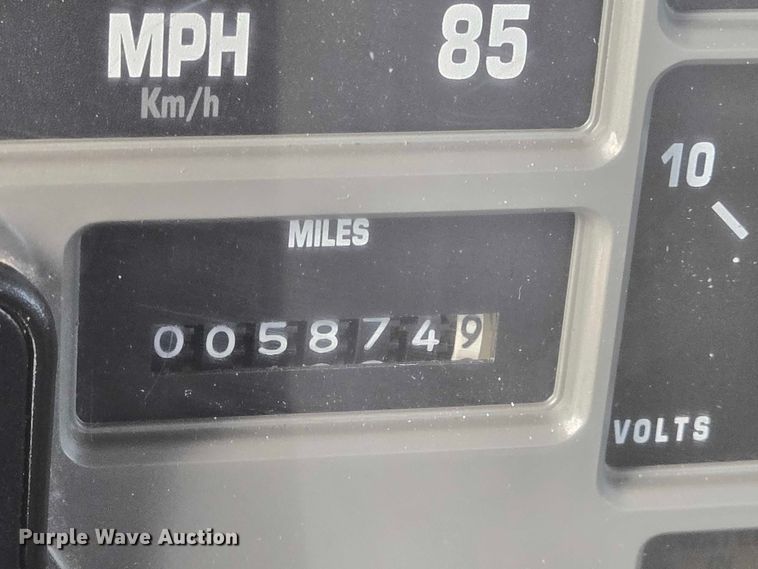 MPH 85
Km/h
10
MILES
0058749
VOLTS
Purple Wave Auction